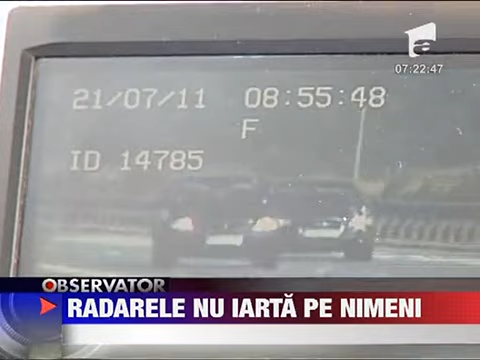 a
07:22:47
21/07/11 08:55:48
F
ID 14785
OBSERVATOR
RADARELE NU IARTĂ PE NIMENI